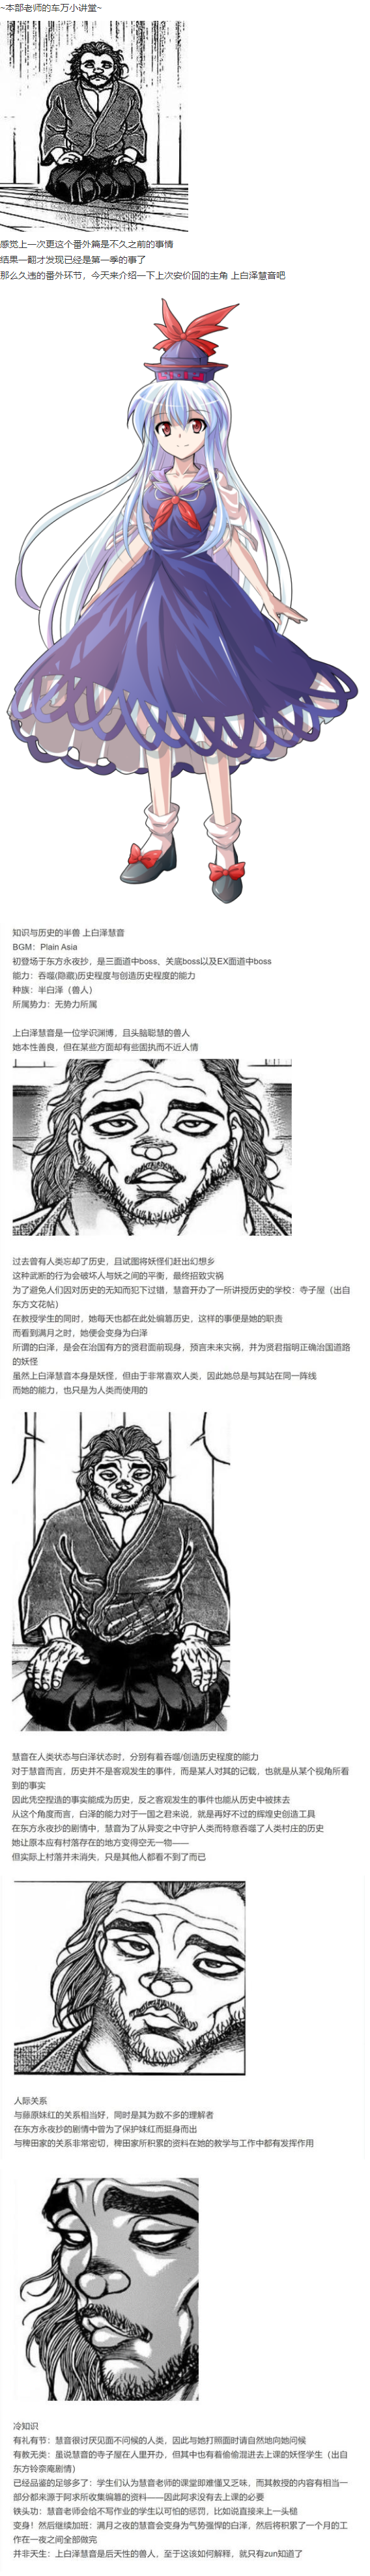 ~本部老师的车万小讲堂~
感觉上一次更这个番外篇是不久之前的事情
结果一翻才发现已经是第一季的事了
那么久违的番外环节，今天来介绍一下上次安价回的主角 上白泽慧音吧
知识与历史的半兽 上白泽慧音
BGM：Plain Asia
初登场于东方永夜抄，是三面道中boss、关底boss以及EX面道中boss
能力：吞噬(隐藏)历史程度与创造历史程度的能力
种族：半白泽（兽人）
所属势力：无势力所属
上白泽慧音是一位学识渊博，且头脑聪慧的兽人
她本性善良，但在某些方面却有些固执而不近人情
过去曾有人类忘却了历史，且试图将妖怪们赶出幻想乡
这种武断的行为会破坏人与妖之间的平衡，最终招致灾祸
为了避免人们因对历史的无知而犯下过错，慧音开办了一所讲授历史的学校：寺子屋（出自
东方文花帖）
在教授学生的同时，她每天也都在此处编纂历史，这样的事便是她的职责
而看到满月之时，她便会变身为白泽
所谓的白泽，是会在治国有方的贤君面前现身，预言未来灾祸，并为贤君指明正确治国道路
的妖怪
虽然上白泽慧音本身是妖怪，但由于非常喜欢人类，因此她总是与其站在同一阵线
而她的能力，也只是为人类而使用的
慧音在人类状态与白泽状态时，分别有着吞噬/创造历史程度的能力
对于慧音而言，历史并不是客观发生的事件，而是某人对其的记载，也就是从某个视角所看
到的事实
因此凭空捏造的事实能成为历史，反之客观发生的事件也能从历史中被抹去
从这个角度而言，白泽的能力对于一国之君来说，就是再好不过的辉煌史创造工具
在东方永夜抄的剧情中，慧音为了从异变之中守护人类而特意吞噬了人类村庄的历史
她让原本应有村落存在的地方变得空无一物——
但实际上村落并未消失，只是其他人都看不到了而已
人际关系
与藤原妹红的关系相当好，同时是其为数不多的理解者
在东方永夜抄的剧情中曾为了保护妹红而挺身而出
与稗田家的关系非常密切，稗田家所积累的资料在她的教学与工作中都有发挥作用
冷知识
有礼有节：慧音很讨厌见面不问候的人类，因此与她打照面时请自然地向她问候
有教无类：虽说慧音的寺子屋在人里开办，但其中也有着偷偷混进去上课的妖怪学生（出自
东方铃奈庵剧情）
已经品鉴的足够多了：学生们认为慧音老师的课堂即难懂又乏味，而其教授的内容有相当一
部分都来源于阿求所收集编纂的资料——因此阿求没有去上课的必要
铁头功：慧音老师会给不写作业的学生以可怕的惩罚，比如说直接来上一头槌
变身！然后继续加班：满月之夜的慧音会变身为气势强悍的白泽，然后将积累了一个月的工
作在一夜之间全部做完
并非天生：上白泽慧音是后天性的兽人，至于这该如何解释，就只有zun知道了